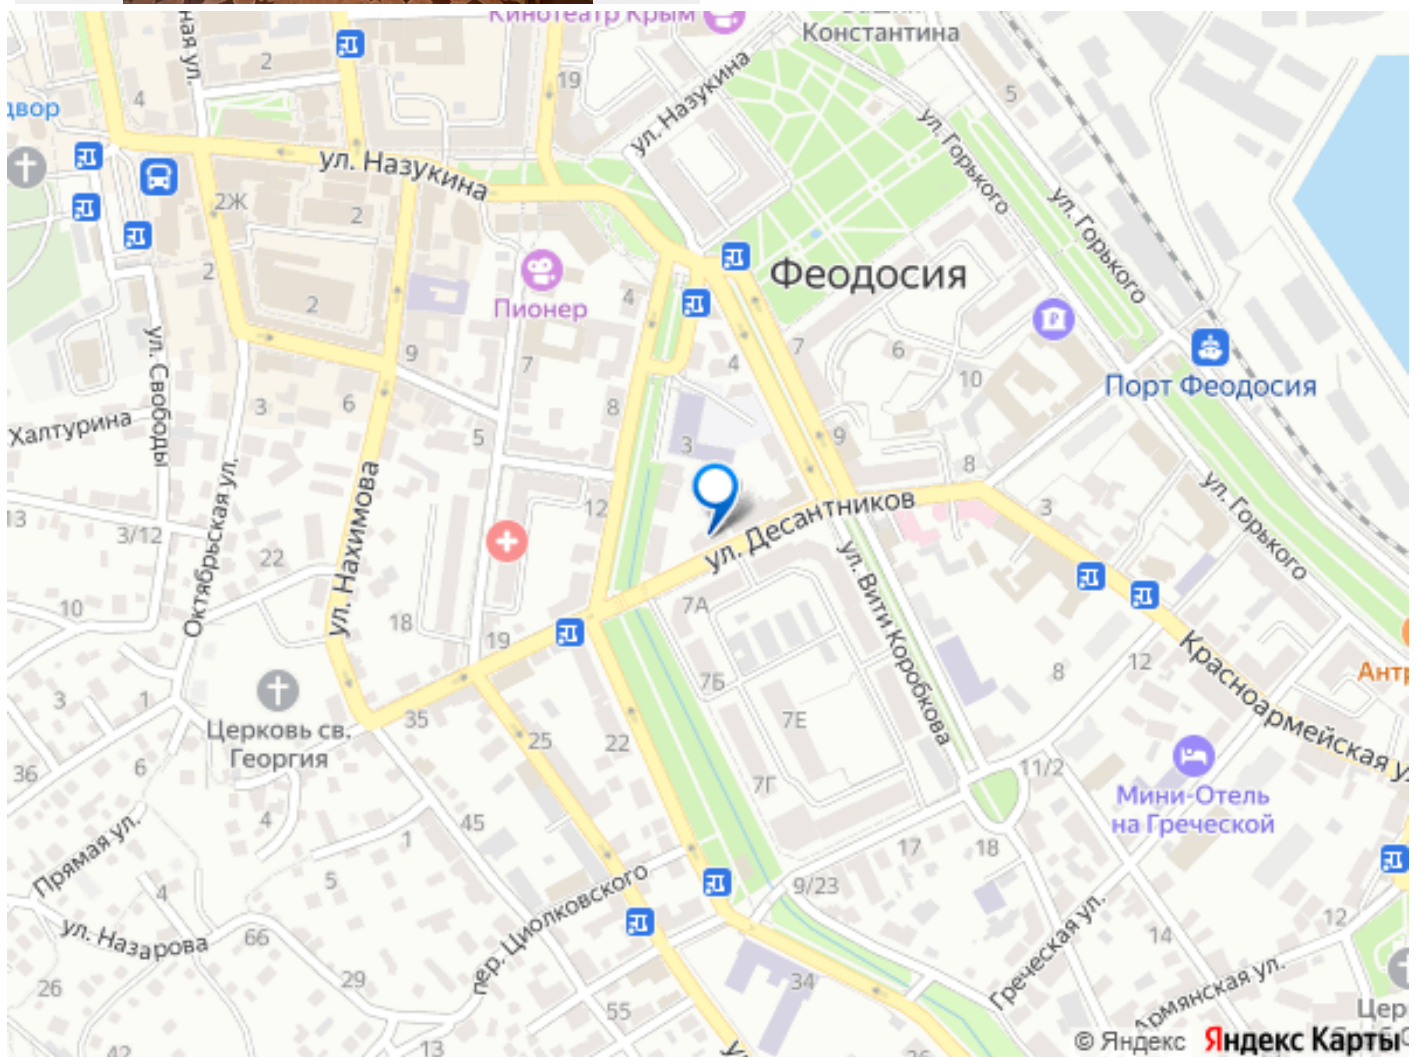 Кинотеатр Крым
Константина
ная ул.
2
19
5
4
двор
ул. Назукина
ул. Горького
ул. Назукина
2Ж
2
ул. Горького
2
Феодосия
2
4
Пионер
7
6
4
9
7
10
Порт Феодосия
ул. Свободы
Халтурина
3
6
8
5
3
9
8
13
3/12
Октябрьская ул.
22
ул. Нахимова
12
ул. Десантников
3
ул. Горького
10
18
19
7А
ул. Вити Коробкова
12
8
Красноармейская у
Антр
3
1
7Б
Церковь св.
Георгия
35
25
22
7Е
36
6
7Г
11/2
Мини-Отель
на Греческой
Прямая ул.
4
1
45
17
18
5
4
9/23
пер. Циолковского
ул. Назарова
66
12
14
Греческая ул.
29
26
34
Армянская ул.
55
Цер
42
13
© Яндекс Яндекс Карты